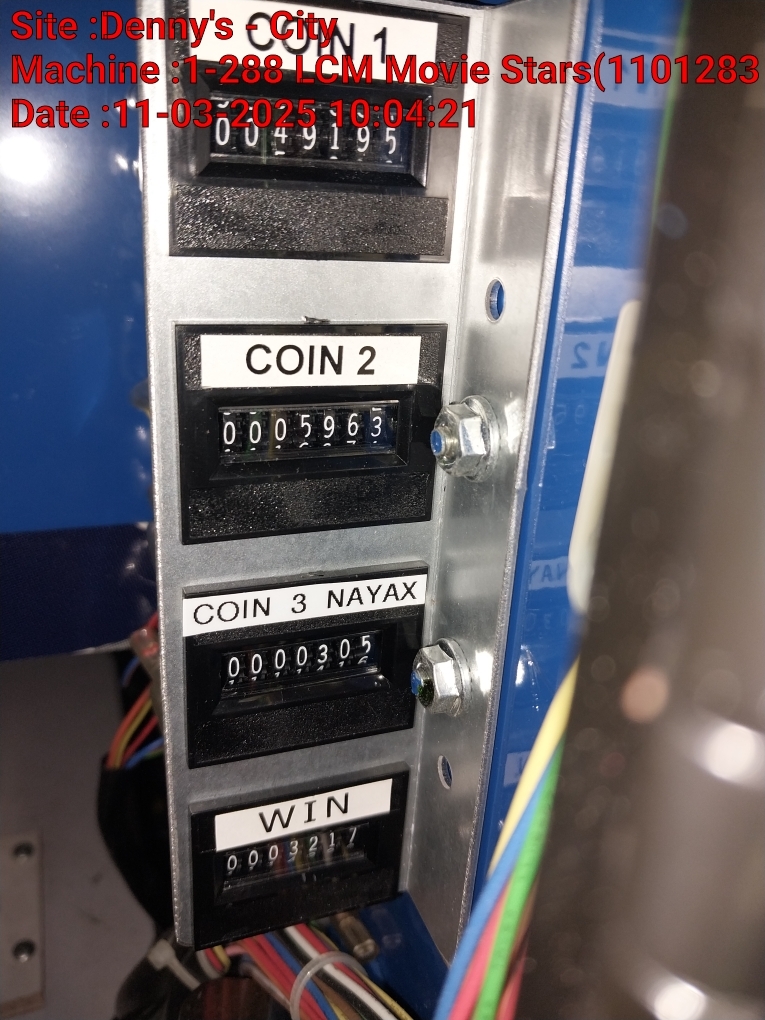 Site :Denny's - City
COIN 1
Machine :1-288 LCM Movie Stars(1101283
Date :11-03-2025 10:04:21
0049195
COIN 2
0005963
COIN 3 NAYAX
0000305
WIN
0003217